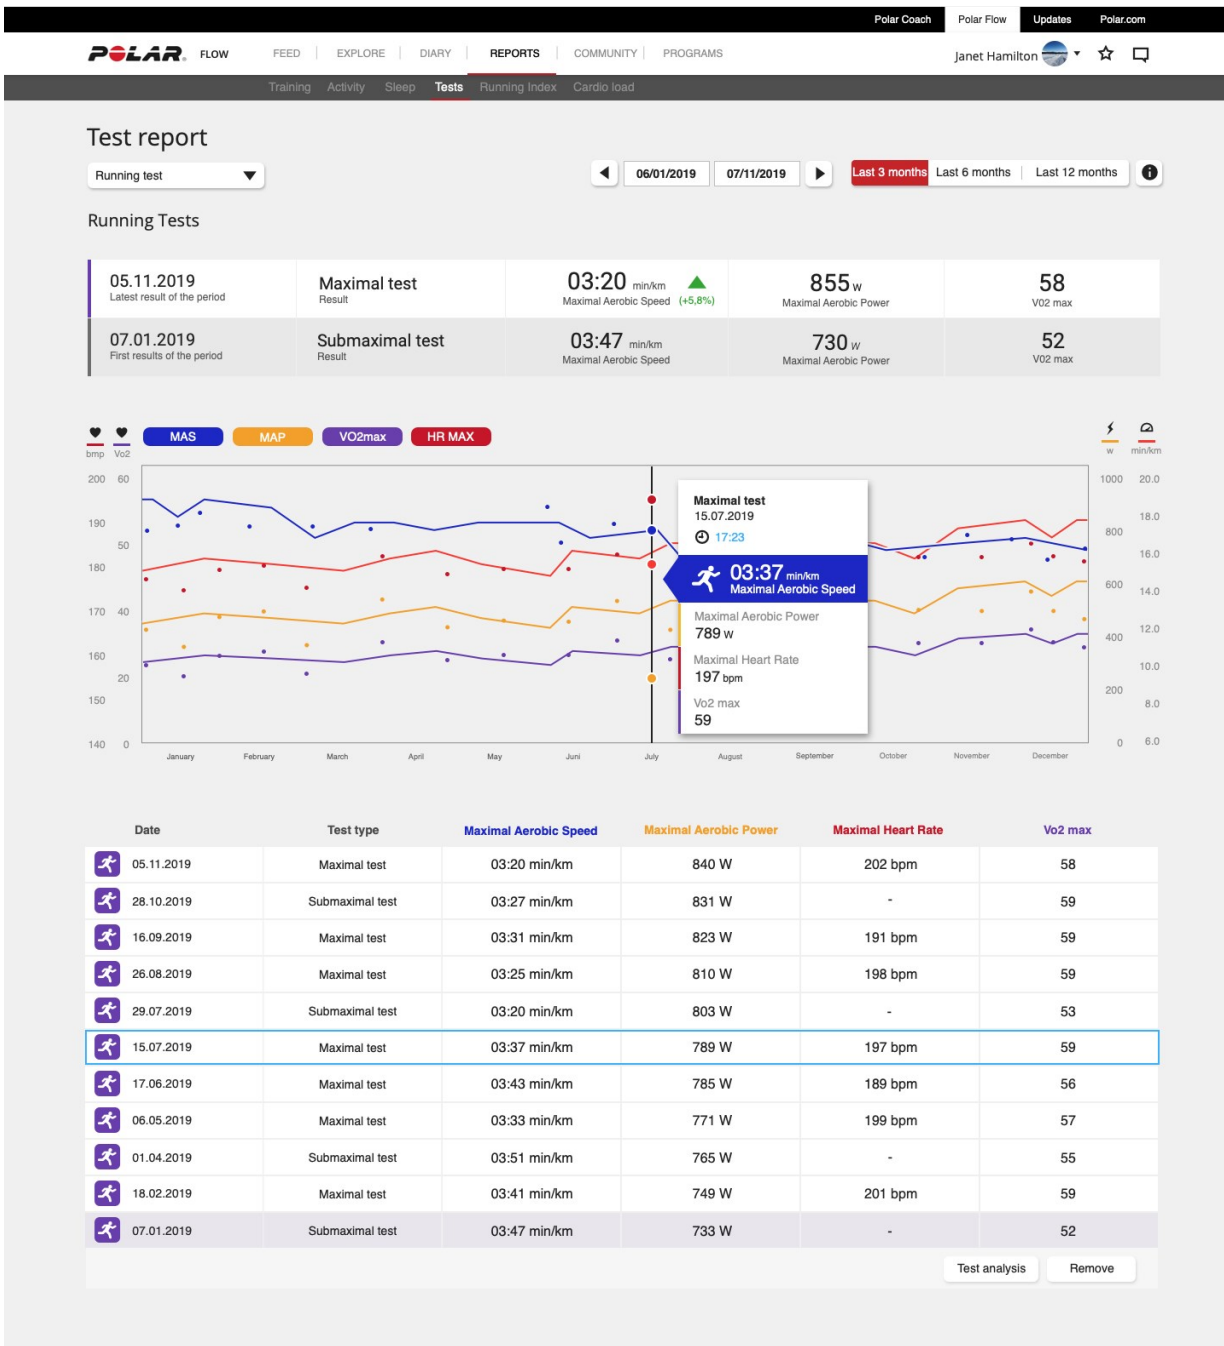 Polar Coach Polar Flow Updates Polar.com
POLAR. FLOW FEED EXPLORE DIARY REPORTS COMMUNITY PROGRAMS Janet Hamilton
Training Activity Sleep Tests Running Index Cardio load
Test report
Running test 06/01/2019 07/11/2019 Last 3 months Last 6 months Last 12 months
Running Tests
05.11.2019 Maximal test 03:20 min/km 855 w 58
Latest result of the period Result Maximal Aerobic Speed (+5,8%) Maximal Aerobic Power V02 max
07.01.2019 Submaximal test 03:47 min/km 730 w 52
First results of the period Result Maximal Aerobic Speed Maximal Aerobic Power V02 max
MAS MAP VO2max HR MAX
bmp Vo2 w min/km
200 60 1000 20.0
190 18.0
800
50
180 16.0
600
170 40 14.0
12.0
400
160 10.0
20
200
150 8.0
140 0 0 6.0
Maximal test
15.07.2019
17:23
03:37 min/km
Maximal Aerobic Speed
Maximal Aerobic Power
789 w
Maximal Heart Rate
197 bpm
Vo2 max
59
January February March April May Juni July August September October November December
Date Test type Maximal Aerobic Speed Maximal Aerobic Power Maximal Heart Rate Vo2 max
05.11.2019 Maximal test 03:20 min/km 840 W 202 bpm 58
28.10.2019 Submaximal test 03:27 min/km 831 W - 59
16.09.2019 Maximal test 03:31 min/km 823 W 191 bpm 59
26.08.2019 Maximal test 03:25 min/km 810 W 198 bpm 59
29.07.2019 Submaximal test 03:20 min/km 803 W - 53
15.07.2019 Maximal test 03:37 min/km 789 W 197 bpm 59
17.06.2019 Maximal test 03:43 min/km 785 W 189 bpm 56
06.05.2019 Maximal test 03:33 min/km 771 W 199 bpm 57
01.04.2019 Submaximal test 03:51 min/km 765 W - 55
18.02.2019 Maximal test 03:41 min/km 749 W 201 bpm 59
07.01.2019 Submaximal test 03:47 min/km 733 W - 52
Test analysis Remove